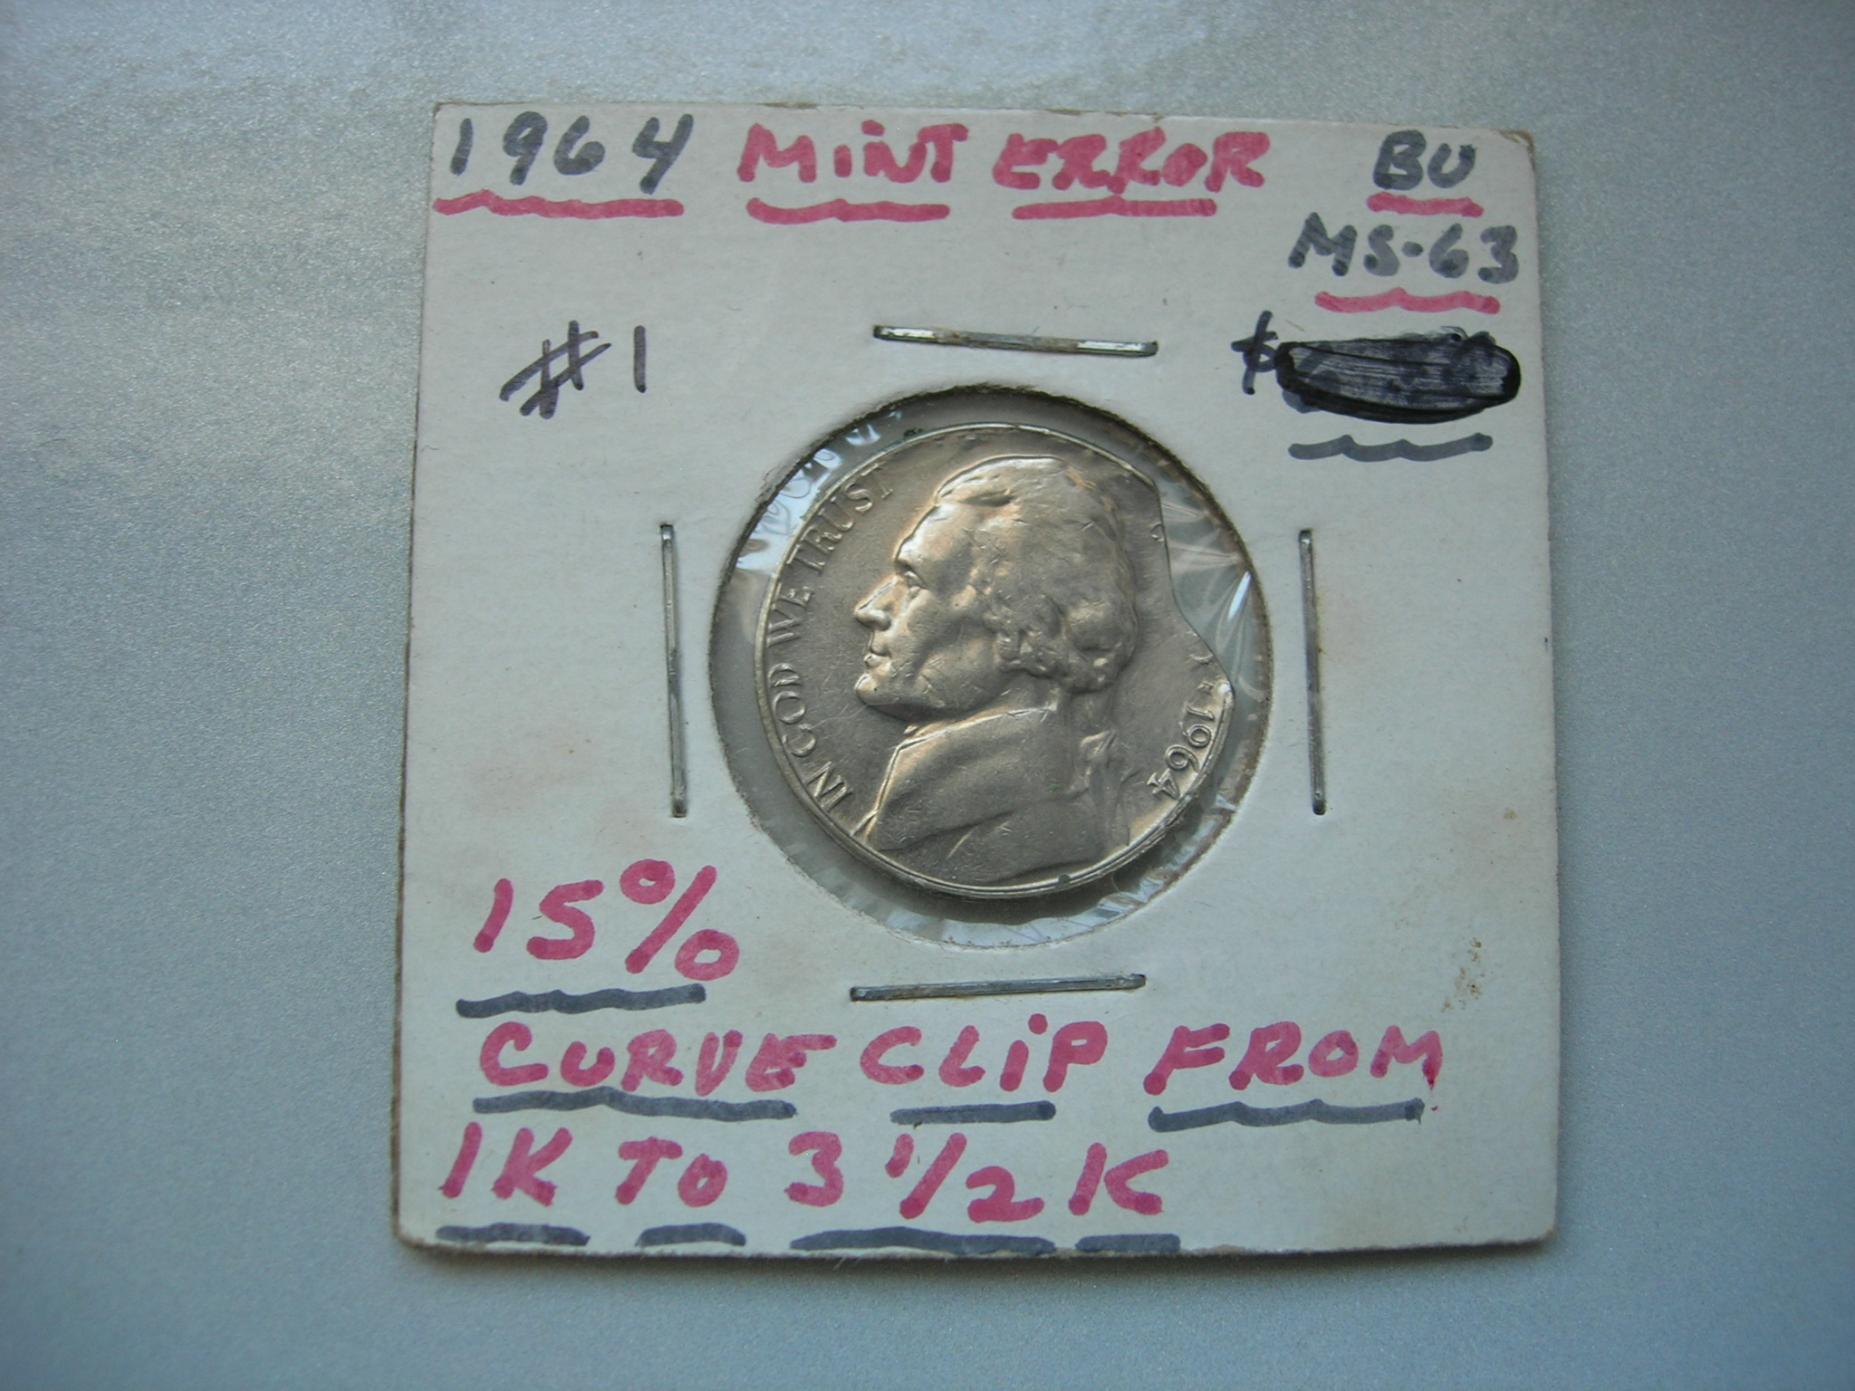 1964 MiNT ERROR BU
MS-63
#1
$
IN GOD WE TRUST
1964
15%
CURVE CLiP FROM
1K TO 3 1/2 K